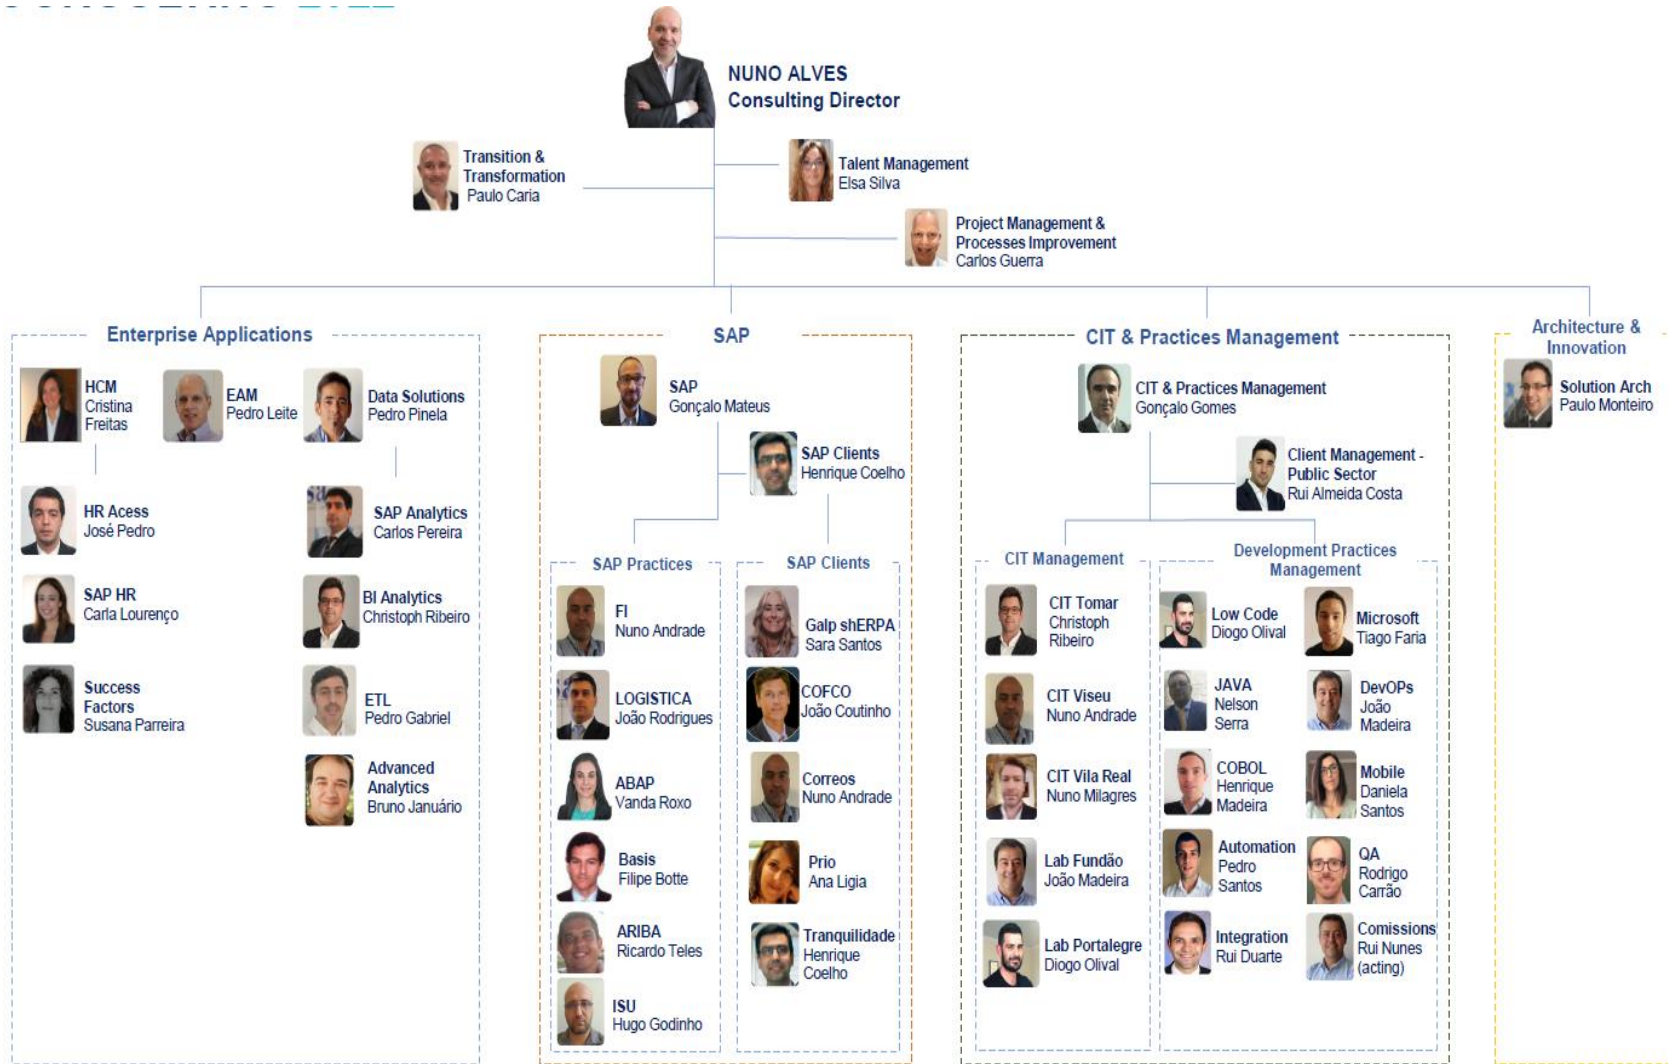 NUNO ALVES
Consulting Director
Transition &
Transformation
Paulo Caria
Talent Management
Elsa Silva
Project Management &
Processes Improvement
Carlos Guerra
Enterprise Applications
HCM
Cristina
Freitas
EAM
Pedro Leite
Data Solutions
Pedro Pinela
HR Acess
José Pedro
SAP Analytics
Carlos Pereira
SAP HR
Carla Lourenço
BI Analytics
Christoph Ribeiro
Success
Factors
Susana Parreira
ETL
Pedro Gabriel
Advanced
Analytics
Bruno Januário
SAP
SAP
Gonçalo Mateus
SAP Clients
Henrique Coelho
SAP Practices
FI
Nuno Andrade
LOGISTICA
João Rodrigues
ABAP
Vanda Roxo
Basis
Filipe Botte
ARIBA
Ricardo Teles
ISU
Hugo Godinho
SAP Clients
Galp shERPA
Sara Santos
COFCO
João Coutinho
Correos
Nuno Andrade
Prio
Ana Ligia
Tranquilidade
Henrique
Coelho
CIT & Practices Management
CIT & Practices Management
Gonçalo Gomes
Client Management -
Public Sector
Rui Almeida Costa
CIT Management
CIT Tomar
Christoph
Ribeiro
CIT Viseu
Nuno Andrade
CIT Vila Real
Nuno Milagres
Lab Fundão
João Madeira
Lab Portalegre
Diogo Olival
Development Practices
Management
Low Code
Diogo Olival
Microsoft
Tiago Faria
JAVA
Nelson
Serra
DevOPs
João
Madeira
COBOL
Henrique
Madeira
Mobile
Daniela
Santos
Automation
Pedro
Santos
QA
Rodrigo
Carrão
Integration
Rui Duarte
Comissions
Rui Nunes
(acting)
Architecture &
Innovation
Solution Arch
Paulo Monteiro